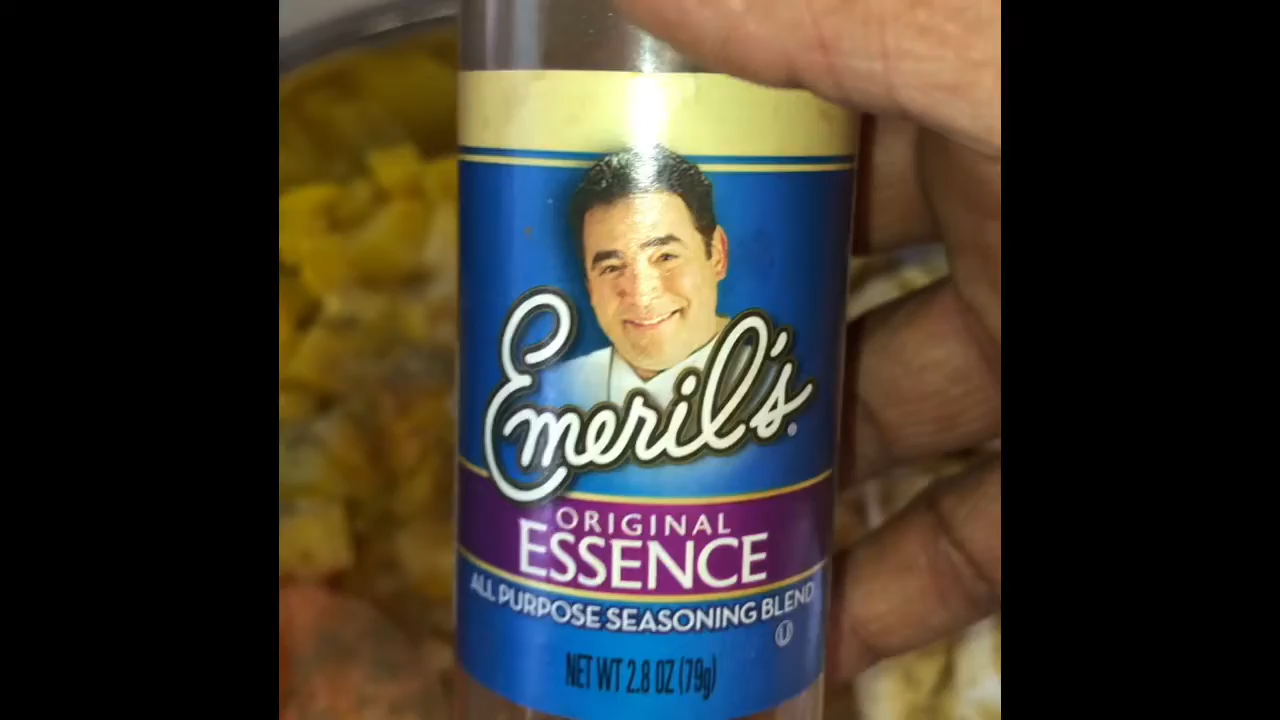 Emeril's®
ORIGINAL
ESSENCE
ALL PURPOSE SEASONING BLEND
U
NET WT 2.8 OZ (79g)